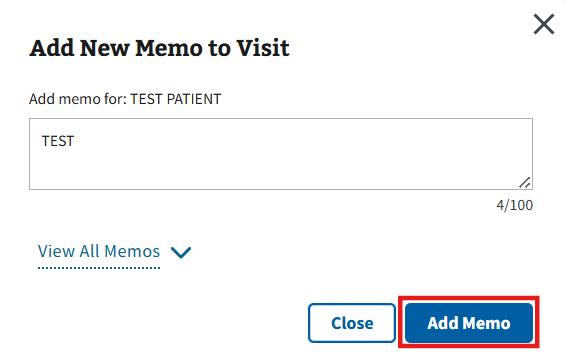 Add New Memo to Visit
Add memo for: TEST PATIENT
TEST
4/100
View All Memos
Close
Add Memo